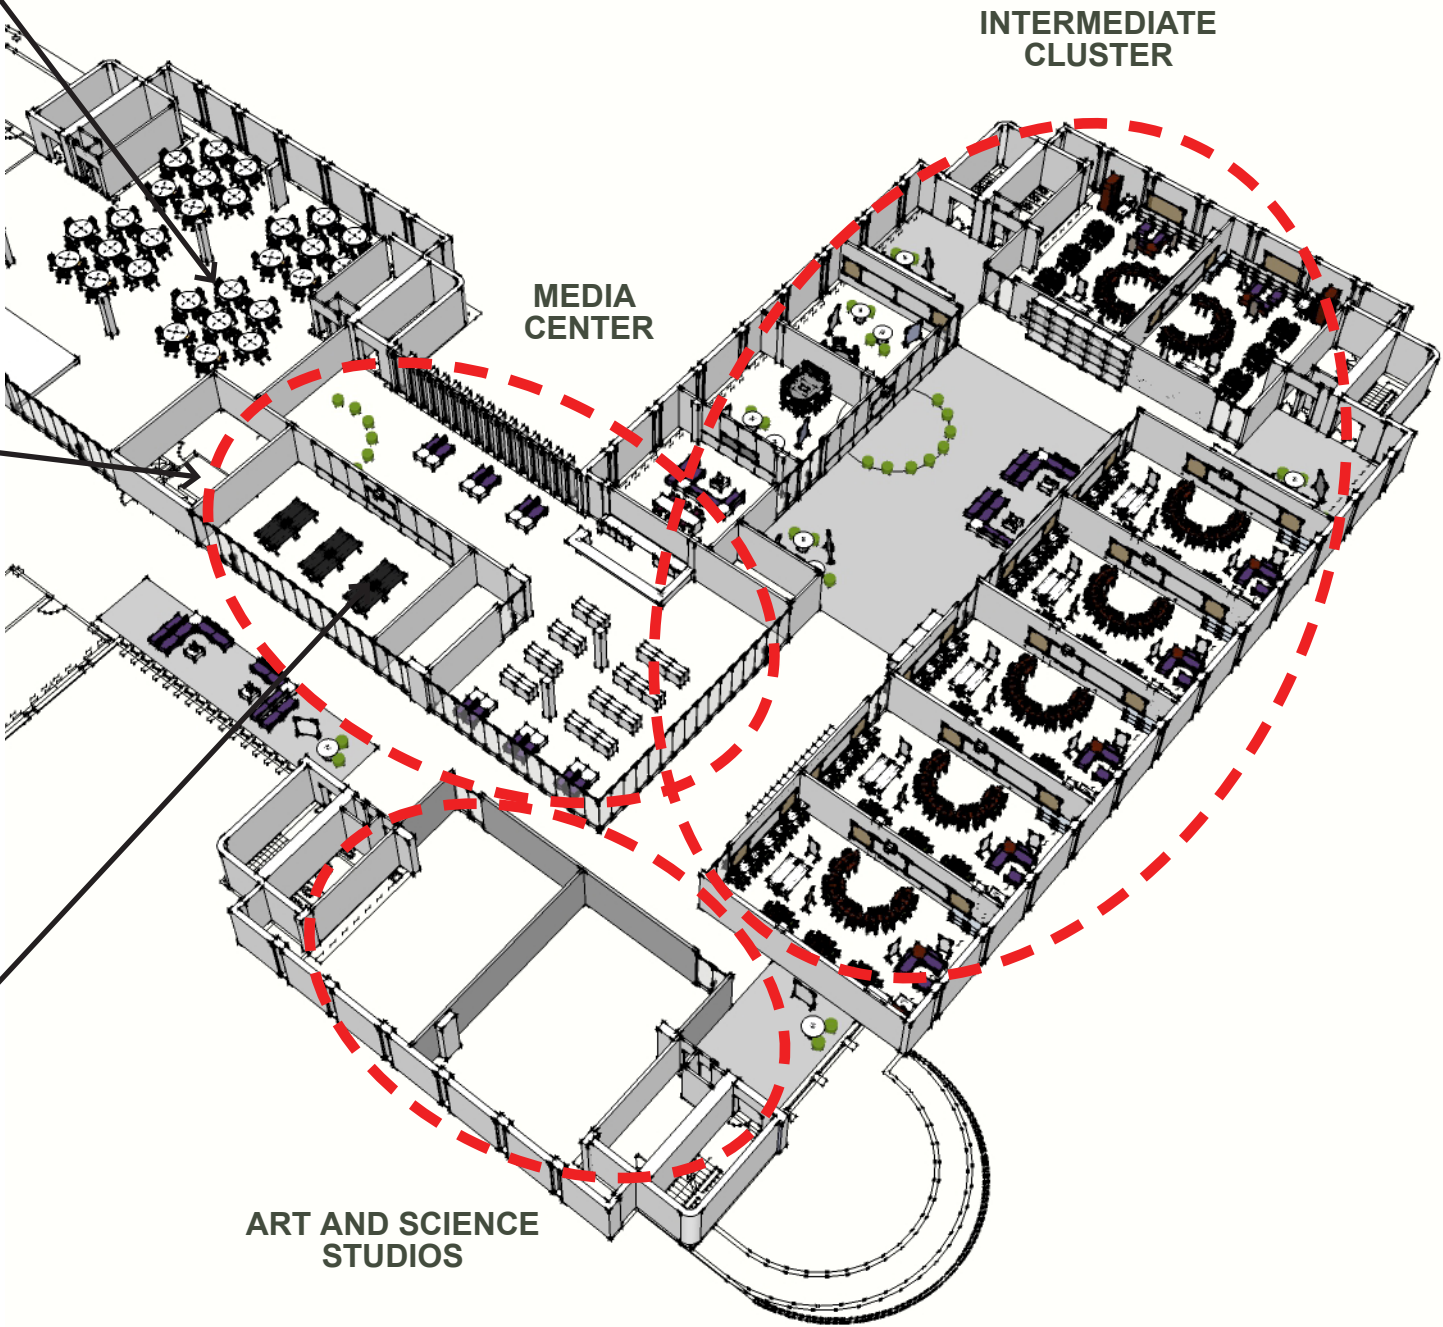 INTERMEDIATE
CLUSTER
MEDIA
CENTER
ART AND SCIENCE
STUDIOS